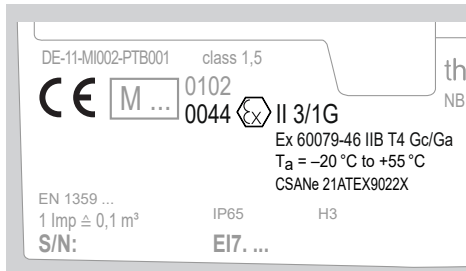 DE-11-MI002-PTB001 class 1,5
th
CE M ... 0102
NB
0044 Ex II 3/1G
Ex 60079-46 IIB T4 Gc/Ga
Ta = –20 °C to +55 °C
CSANe 21ATEX9022X
EN 1359 ...
1 Imp ≙ 0,1 m³ IP65 H3
S/N: EI7. ...